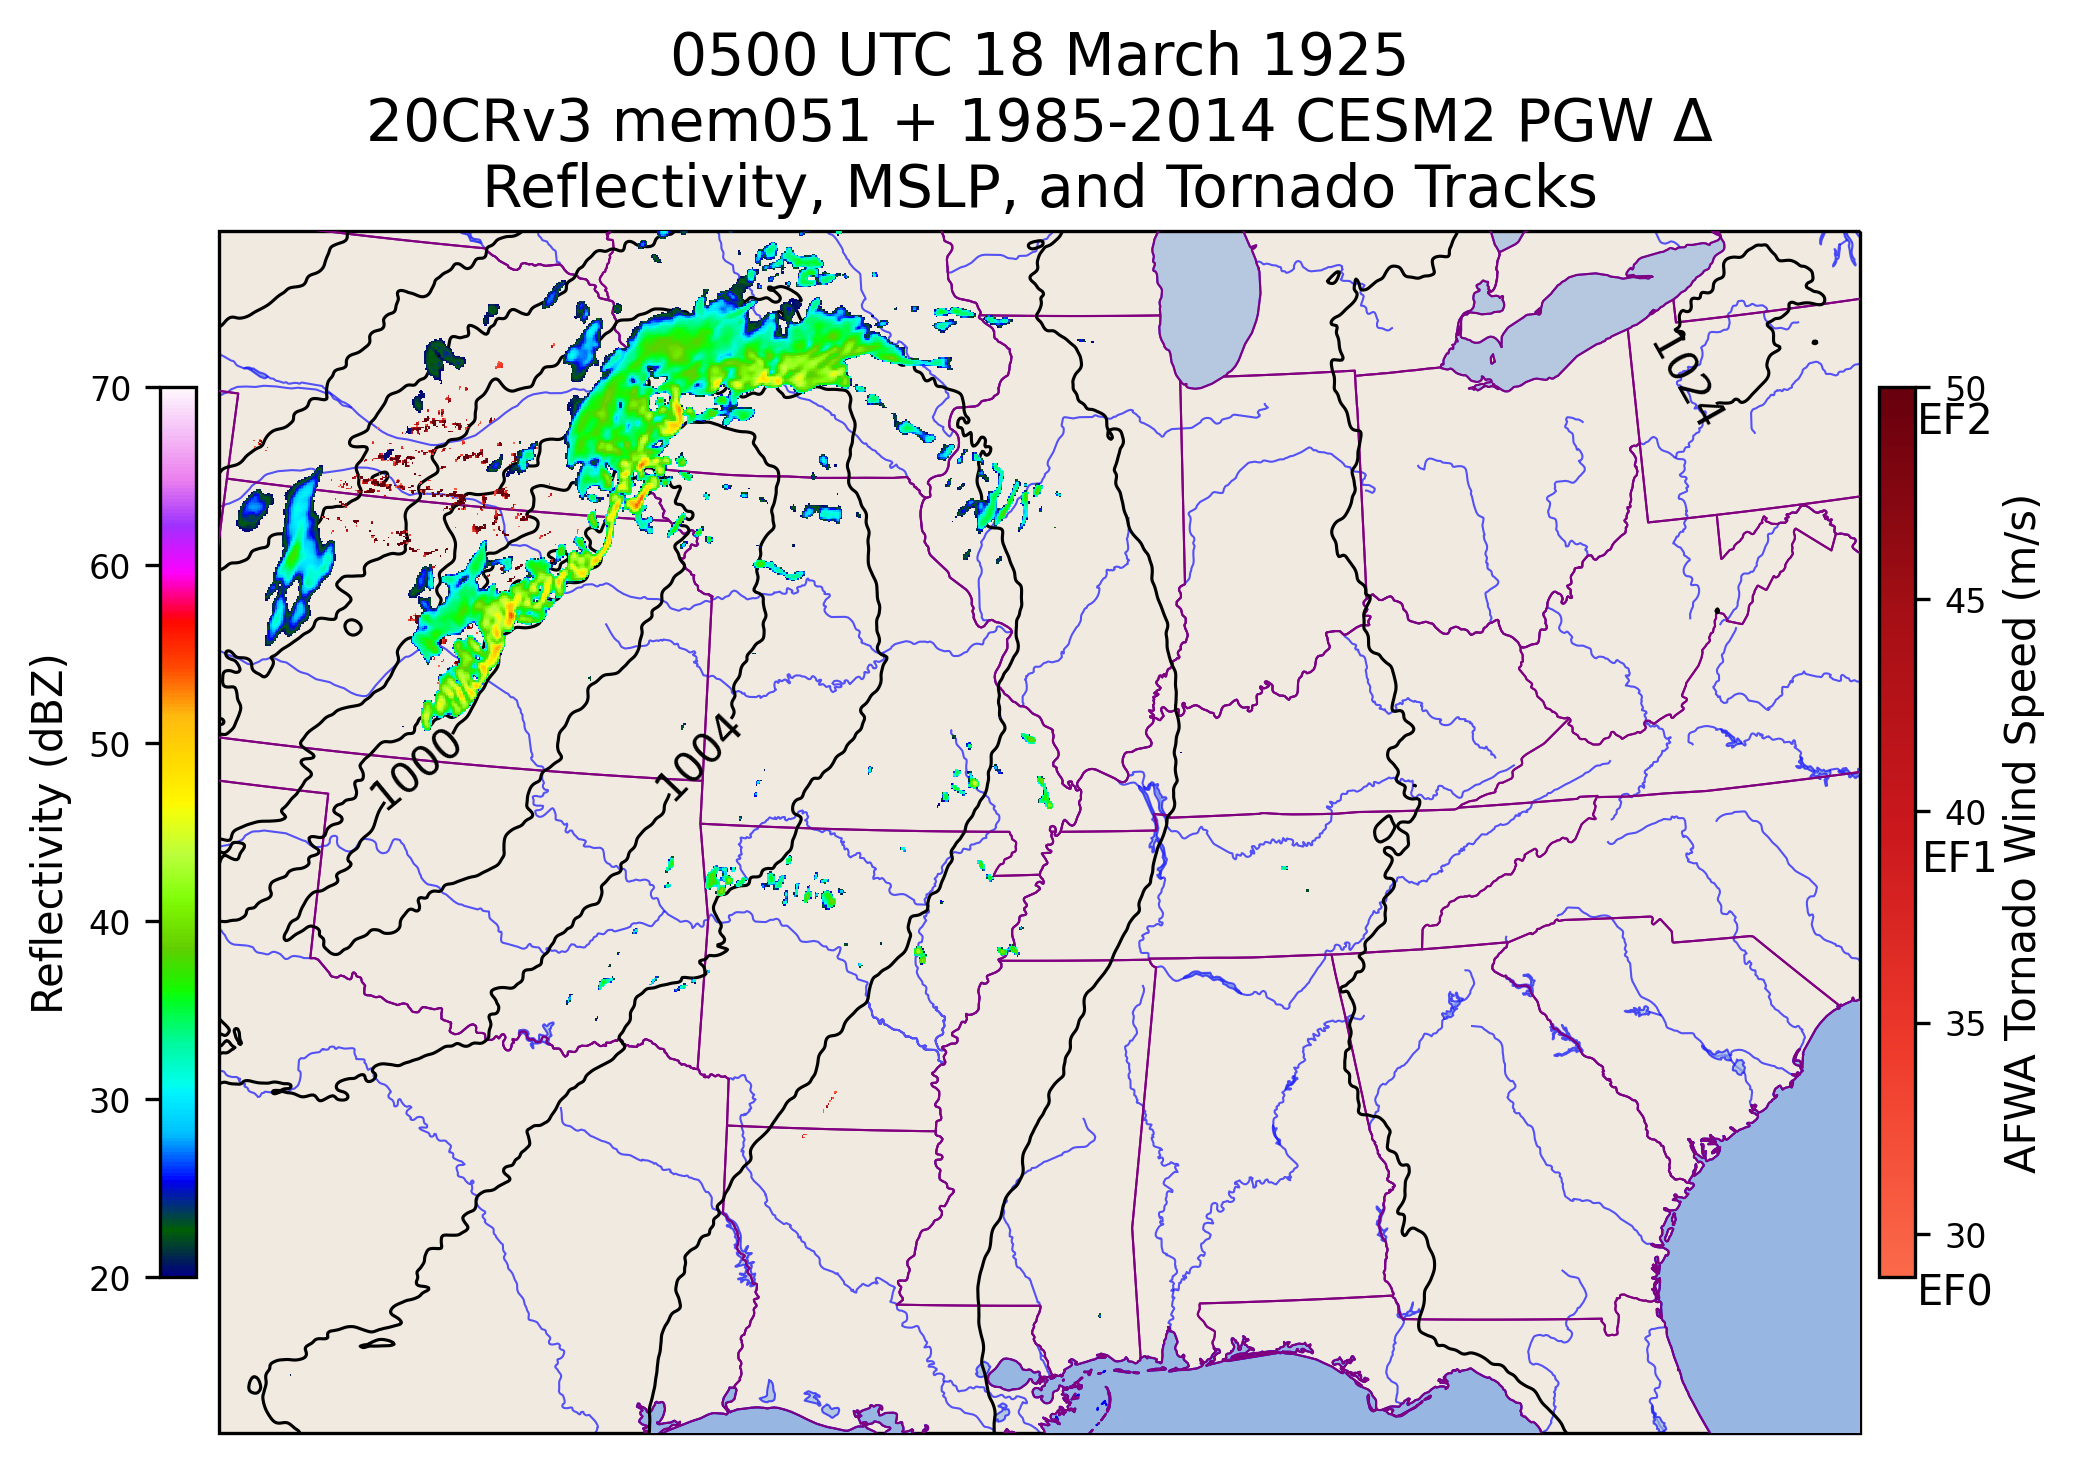 0500 UTC 18 March 1925
20CRv3 mem051 + 1985-2014 CESM2 PGW Δ
Reflectivity, MSLP, and Tornado Tracks
1024
1000
1004
70
60
50
40
30
20
Reflectivity (dBZ)
50
EF2
45
40
EF1
35
30
EF0
AFWA Tornado Wind Speed (m/s)